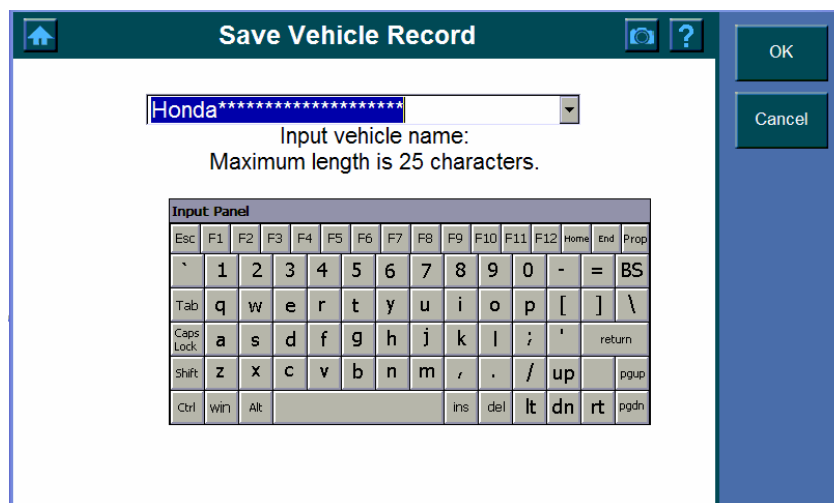 Save Vehicle Record
?
OK
Cancel
Honda********************
Input vehicle name:
Maximum length is 25 characters.
Input Panel
Esc F1 F2 F3 F4 F5 F6 F7 F8 F9 F10 F11 F12 Home End Prop
` 1 2 3 4 5 6 7 8 9 0 - = BS
Tab q w e r t y u i o p [ ] \
Caps Lock a s d f g h j k l ; ' return
Shift z x c v b n m , . / up pgup
Ctrl win Alt ins del lt dn rt pgdn